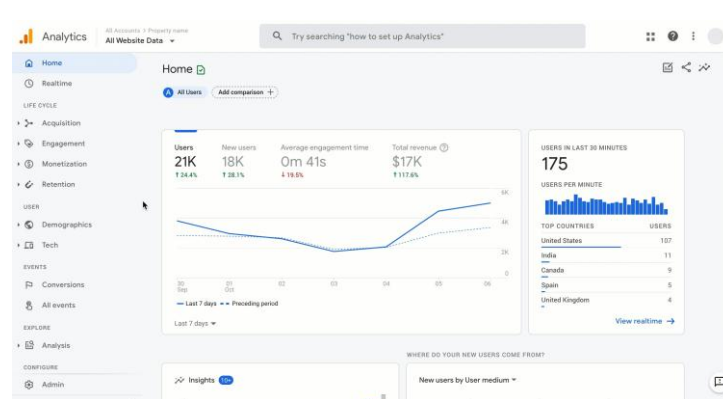 Analytics
All Accounts > Property name
All Website Data
Try searching "how to set up Analytics"
Home
Realtime
LIFE CYCLE
Acquisition
Engagement
Monetization
Retention
USER
Demographics
Tech
EVENTS
Conversions
All events
EXPLORE
Analysis
CONFIGURE
Admin
Home
A All Users
Add comparison +
Users
21K
↑ 24.4%
New users
18K
↑ 28.1%
Average engagement time
0m 41s
↓ 19.5%
Total revenue
$17K
↑ 117.6%
6K
4K
2K
0
30 Sep
01 Oct
02
03
04
05
06
Last 7 days
Preceding period
Last 7 days
USERS IN LAST 30 MINUTES
175
USERS PER MINUTE
TOP COUNTRIES USERS
United States 107
India 11
Canada 9
Spain 5
United Kingdom 4
View realtime →
WHERE DO YOUR NEW USERS COME FROM?
Insights 10+
New users by User medium